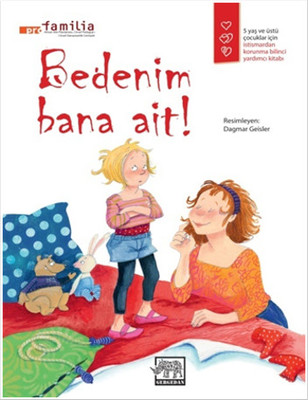 pro familia
5 yaş ve üstü
çocuklar için
istismardan
korunma bilinci
yardımcı kitabı
Bedenim
bana ait!
Resimleyen:
Dagmar Geisler
GERGEDAN